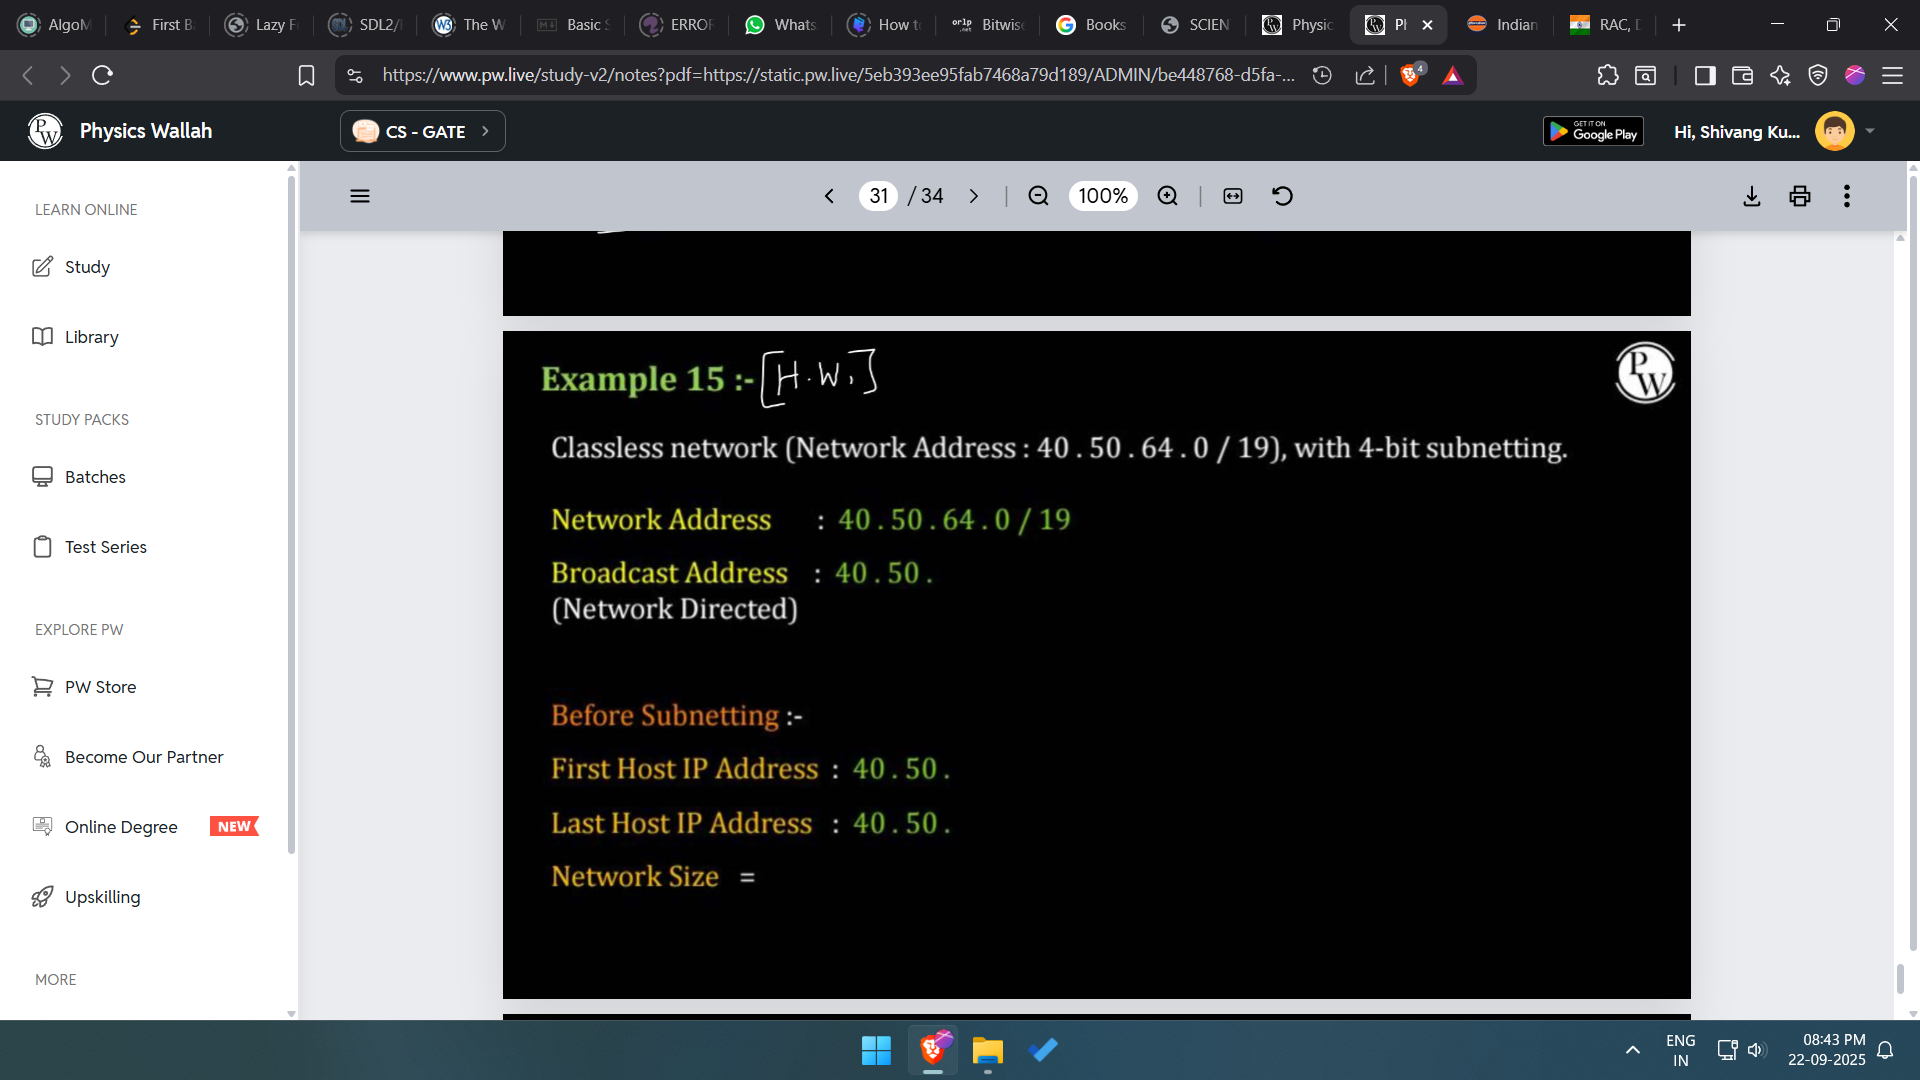 AlgoM
First B
Lazy F
SDL2/
The W
Basic S
ERROR
Whats
How t
orlp .net
Bitwis
Books
SCIEN
Physic
Pl
Indian
RAC,
https://www.pw.live/study-v2/notes?pdf=https://static.pw.live/5eb393ee95fab7468a79d189/ADMIN/be448768-d5fa-...
4
PW
Physics Wallah
CS - GATE
GET IT ON
Google Play
Hi, Shivang Ku...
31 / 34
100%
LEARN ONLINE
Study
Library
STUDY PACKS
Batches
Test Series
EXPLORE PW
PW Store
Become Our Partner
Online Degree NEW
Upskilling
MORE
Example 15 :- [H.W.]
PW
Classless network (Network Address : 40 . 50 . 64 . 0 / 19), with 4-bit subnetting.
Network Address : 40 . 50 . 64 . 0 / 19
Broadcast Address : 40 . 50 .
(Network Directed)
Before Subnetting :-
First Host IP Address : 40 . 50 .
Last Host IP Address : 40 . 50 .
Network Size =
ENG
IN
08:43 PM
22-09-2025